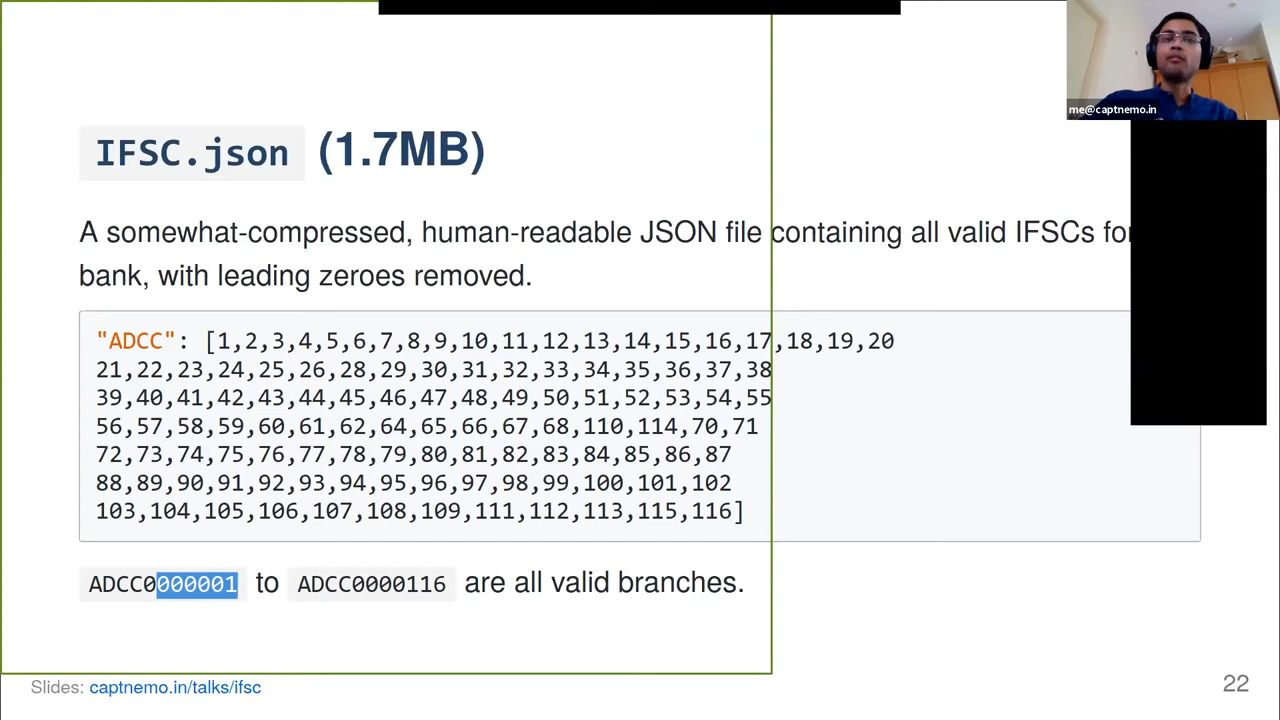 me@captnemo.in
IFSC.json (1.7MB)
A somewhat-compressed, human-readable JSON file containing all valid IFSCs for
bank, with leading zeroes removed.
"ADCC": [1,2,3,4,5,6,7,8,9,10,11,12,13,14,15,16,17,18,19,20
21,22,23,24,25,26,28,29,30,31,32,33,34,35,36,37,38
39,40,41,42,43,44,45,46,47,48,49,50,51,52,53,54,55
56,57,58,59,60,61,62,64,65,66,67,68,110,114,70,71
72,73,74,75,76,77,78,79,80,81,82,83,84,85,86,87
88,89,90,91,92,93,94,95,96,97,98,99,100,101,102
103,104,105,106,107,108,109,111,112,113,115,116]
ADCC0000001 to ADCC0000116 are all valid branches.
Slides: captnemo.in/talks/ifsc
22